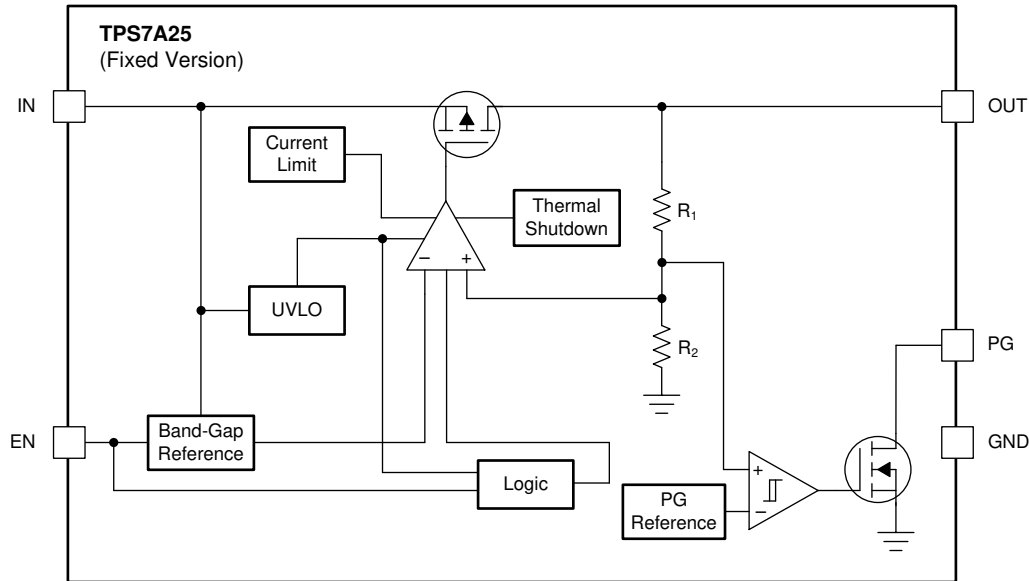 TPS7A25
(Fixed Version)
IN
OUT
Current
Limit
Thermal
Shutdown
R1
−
+
UVLO
R2
PG
EN
Band-Gap
Reference
GND
Logic
+
PG
Reference
−